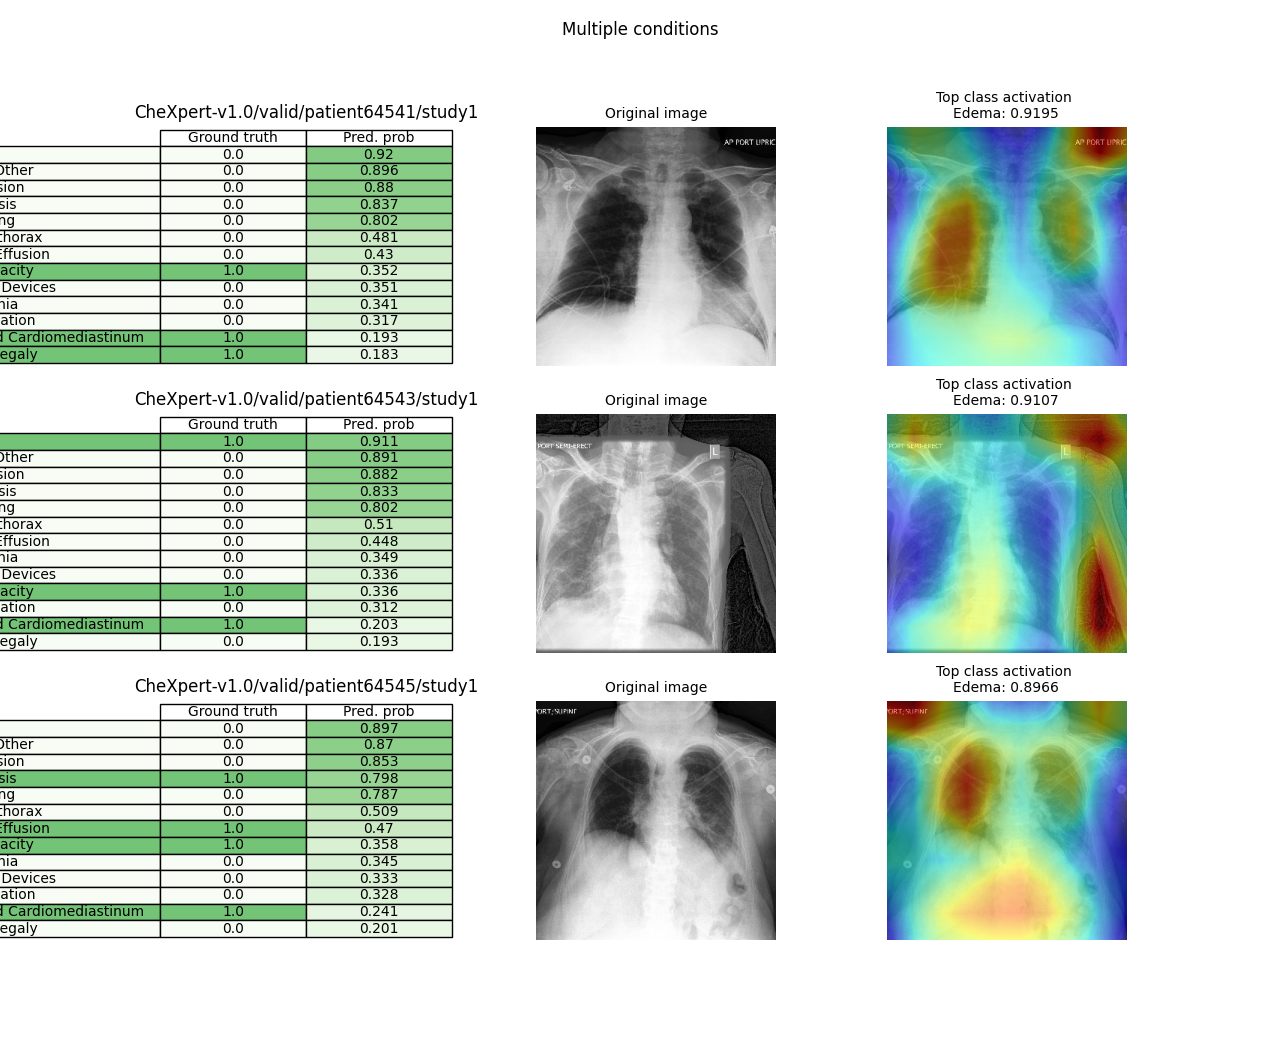 Multiple conditions
CheXpert-v1.0/valid/patient64541/study1
Ground truth Pred. prob
0.0 0.92
Other 0.0 0.896
sion 0.0 0.88
sis 0.0 0.837
ng 0.0 0.802
thorax 0.0 0.481
Effusion 0.0 0.43
acity 1.0 0.352
Devices 0.0 0.351
nia 0.0 0.341
ation 0.0 0.317
d Cardiomediastinum 1.0 0.193
egaly 1.0 0.183
Original image
AP PORT UPRIG
Top class activation
Edema: 0.9195
AP PORT UPRIG
CheXpert-v1.0/valid/patient64543/study1
Ground truth Pred. prob
1.0 0.911
Other 0.0 0.891
sion 0.0 0.882
sis 0.0 0.833
ng 0.0 0.802
thorax 0.0 0.51
Effusion 0.0 0.448
nia 0.0 0.349
Devices 0.0 0.336
acity 1.0 0.336
ation 0.0 0.312
d Cardiomediastinum 1.0 0.203
egaly 0.0 0.193
Original image
PORT SEMI-ERECT
L
Top class activation
Edema: 0.9107
PORT SEMI-ERECT
L
CheXpert-v1.0/valid/patient64545/study1
Ground truth Pred. prob
0.0 0.897
Other 0.0 0.87
sion 0.0 0.853
sis 1.0 0.798
ng 0.0 0.787
thorax 0.0 0.509
Effusion 1.0 0.47
acity 1.0 0.358
nia 0.0 0.345
Devices 0.0 0.333
ation 0.0 0.328
d Cardiomediastinum 1.0 0.241
egaly 0.0 0.201
Original image
PORT;SUPINE
Top class activation
Edema: 0.8966
PORT;SUPINE